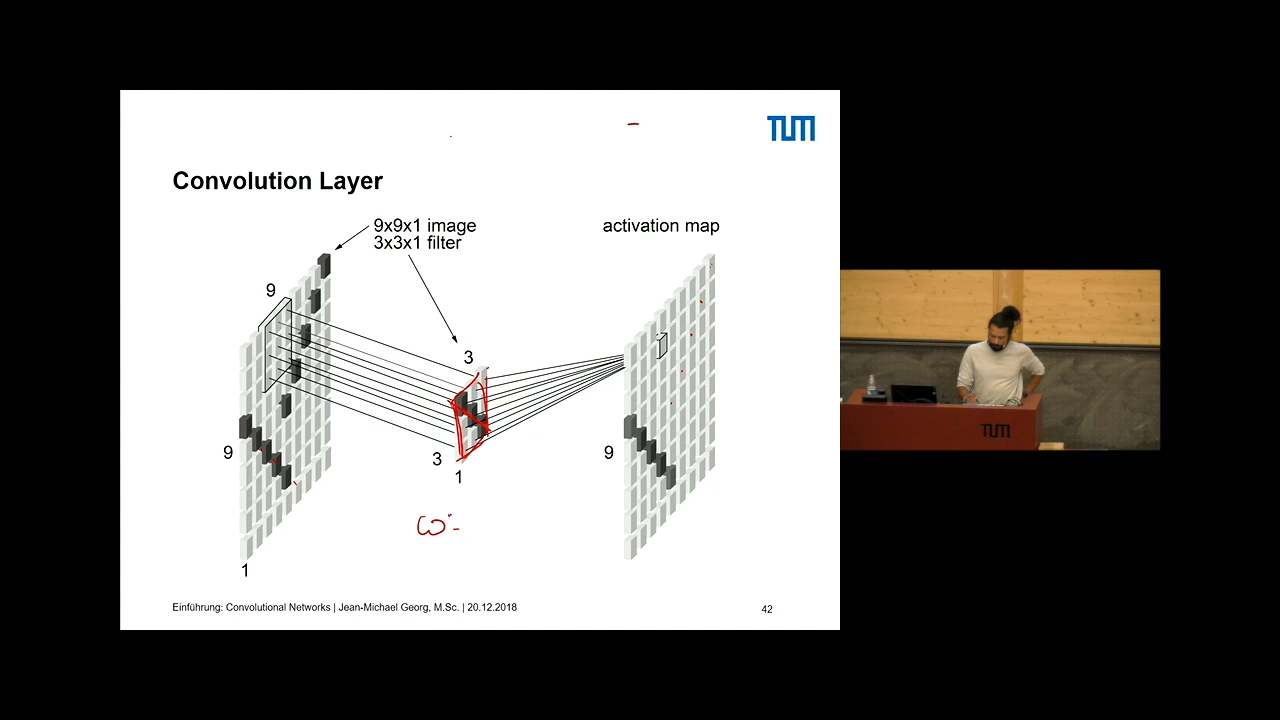 TUM
Convolution Layer
9x9x1 image
3x3x1 filter
activation map
9
3
9
3
9
1
1
ω:-
Einführung: Convolutional Networks | Jean-Michael Georg, M.Sc. | 20.12.2018
42
TUM